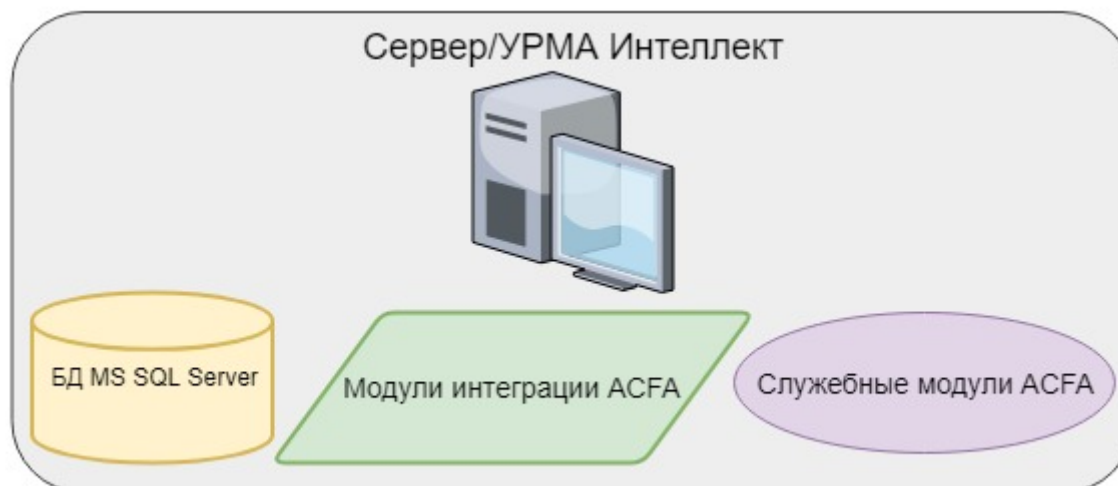 Сервер/УРМА Интеллект
БД MS SQL Server
Модули интеграции ACFA
Служебные модули ACFA